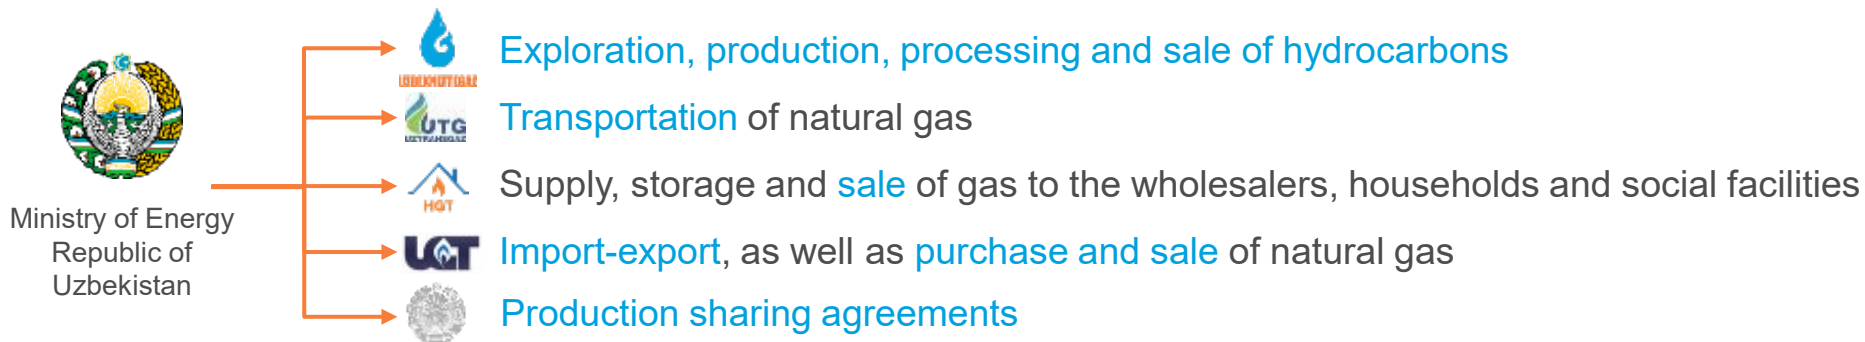 Exploration, production, processing and sale of hydrocarbons
UZBEKNEFTGAZ
UTG
UZTRANSGAZ
Transportation of natural gas
HGT
Supply, storage and sale of gas to the wholesalers, households and social facilities
Ministry of Energy
Republic of
Uzbekistan
UGT
Import-export, as well as purchase and sale of natural gas
Production sharing agreements